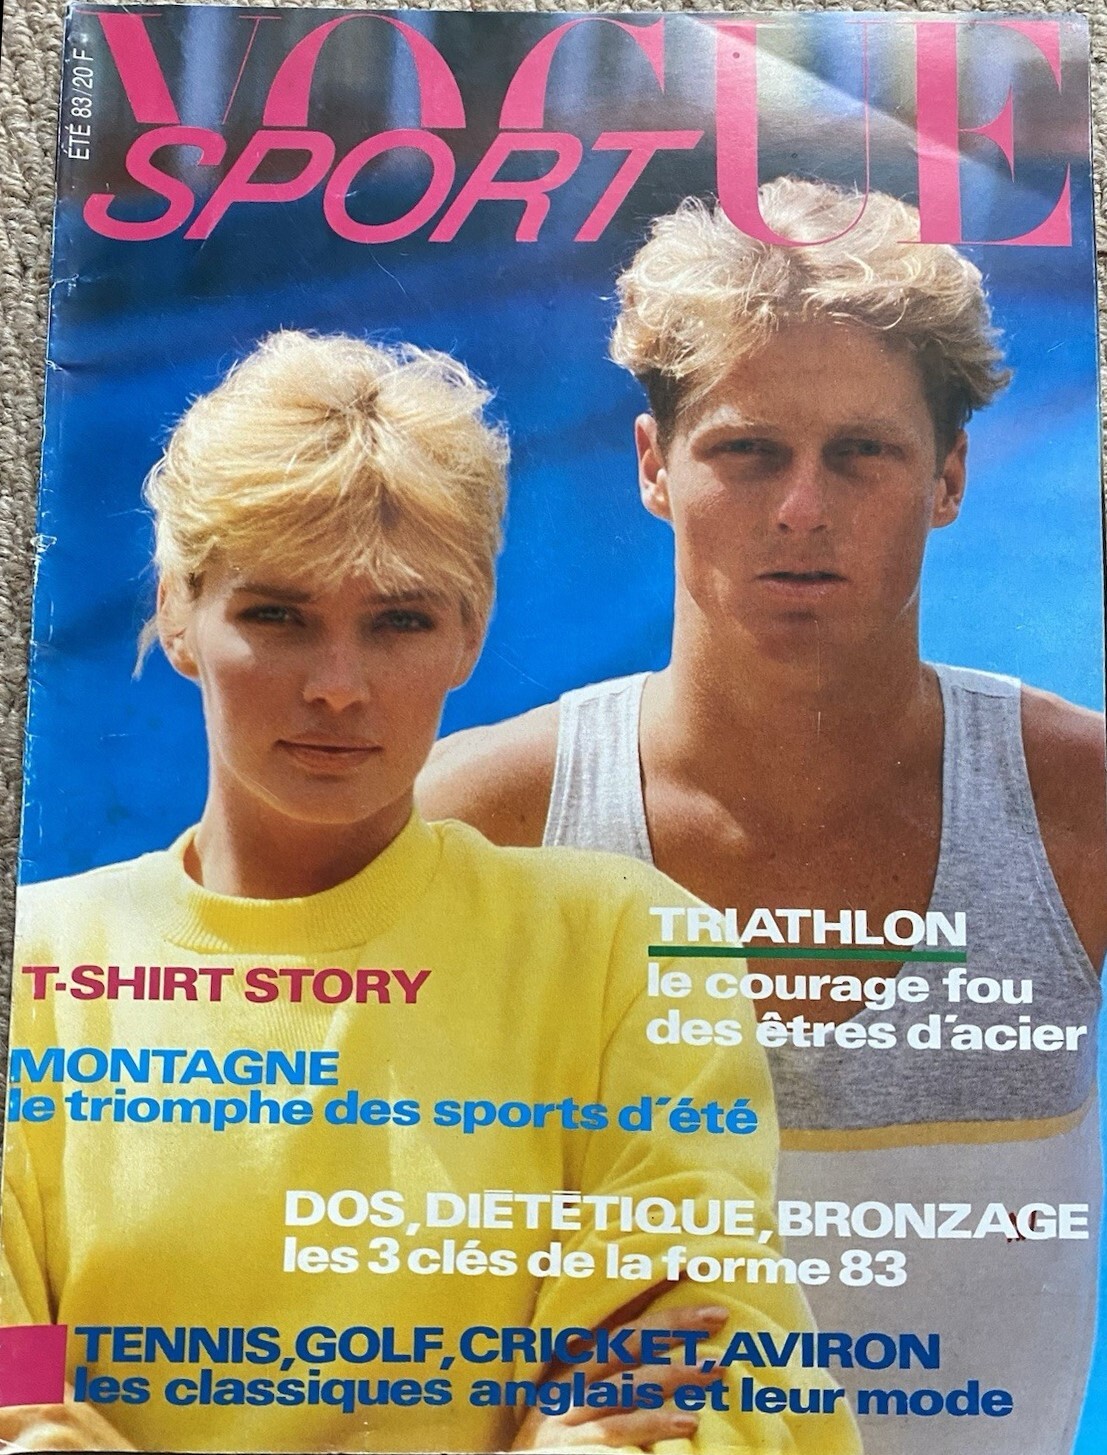 VOGUE
SPORT
ÉTÉ 83/20 F
TRIATHLON
le courage fou
des êtres d´acier
T-SHIRT STORY
MONTAGNE
le triomphe des sports d´été
DOS, DIĒTĒTIQUE, BRONZAGE
les 3 clés de la forme 83
TENNIS, GOLF, CRICKET, AVIRON
les classiques anglais et leur mode